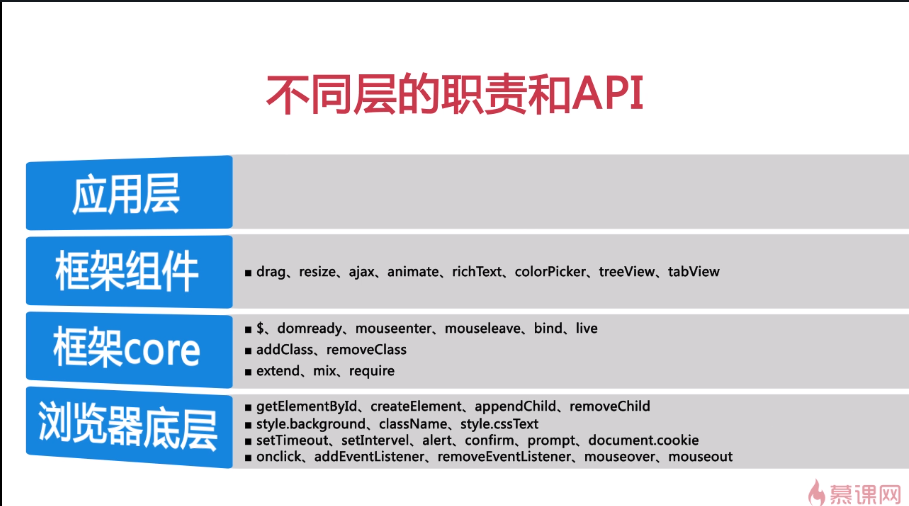 不同层的职责和API
应用层
框架组件
■ drag、resize、ajax、animate、richText、colorPicker、treeView、tabView
框架core
■ $、domready、mouseenter、mouseleave、bind、live
■ addClass、removeClass
■ extend、mix、require
浏览器底层
■ getElementById、createElement、appendChild、removeChild
■ style.background、className、style.cssText
■ setTimeout、setIntervel、alert、confirm、prompt、document.cookie
■ onclick、addEventListener、removeEventListener、mouseover、mouseout
慕课网